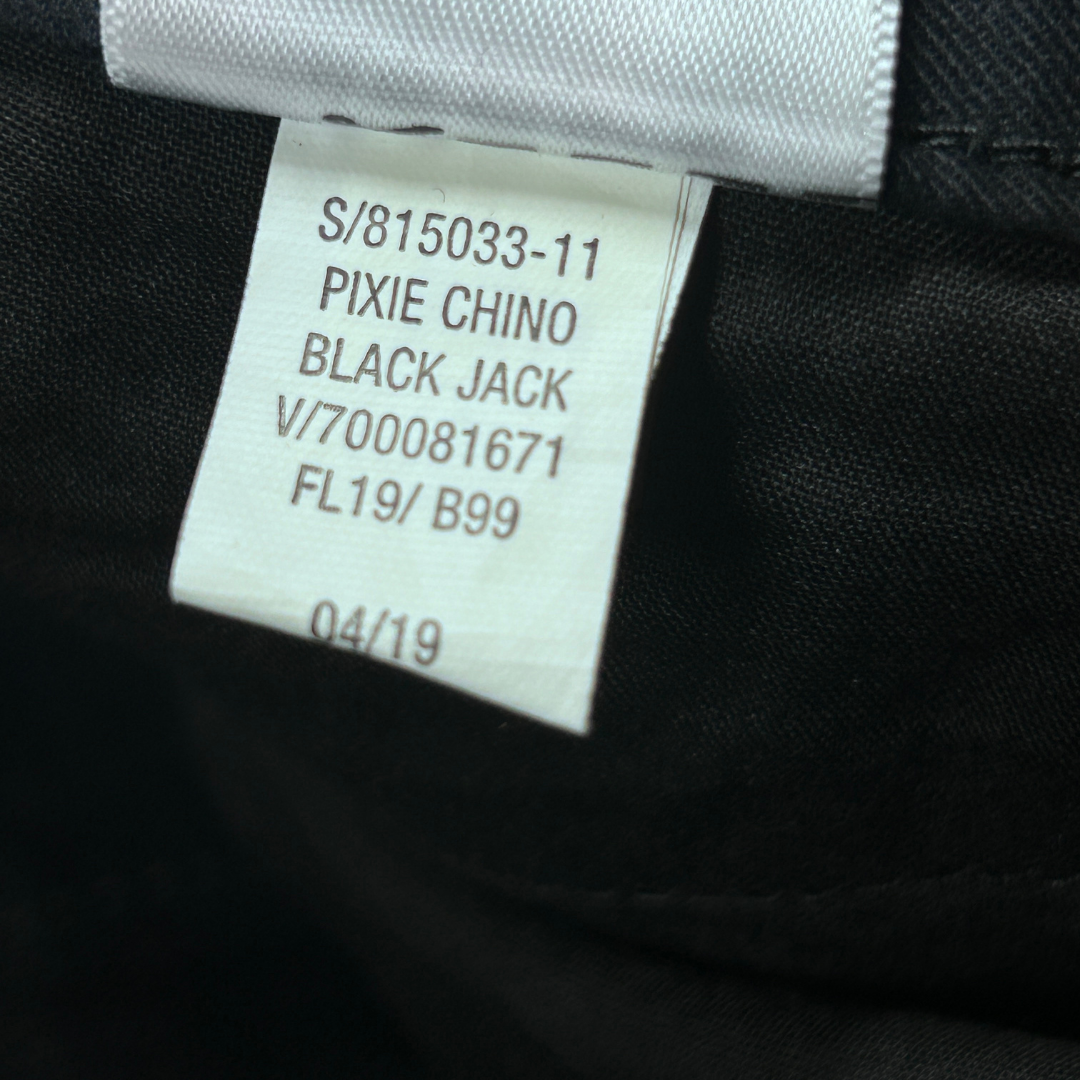 S/815033-11
PIXIE CHINO
BLACK JACK
V/700081671
FL19/ B99
04/19